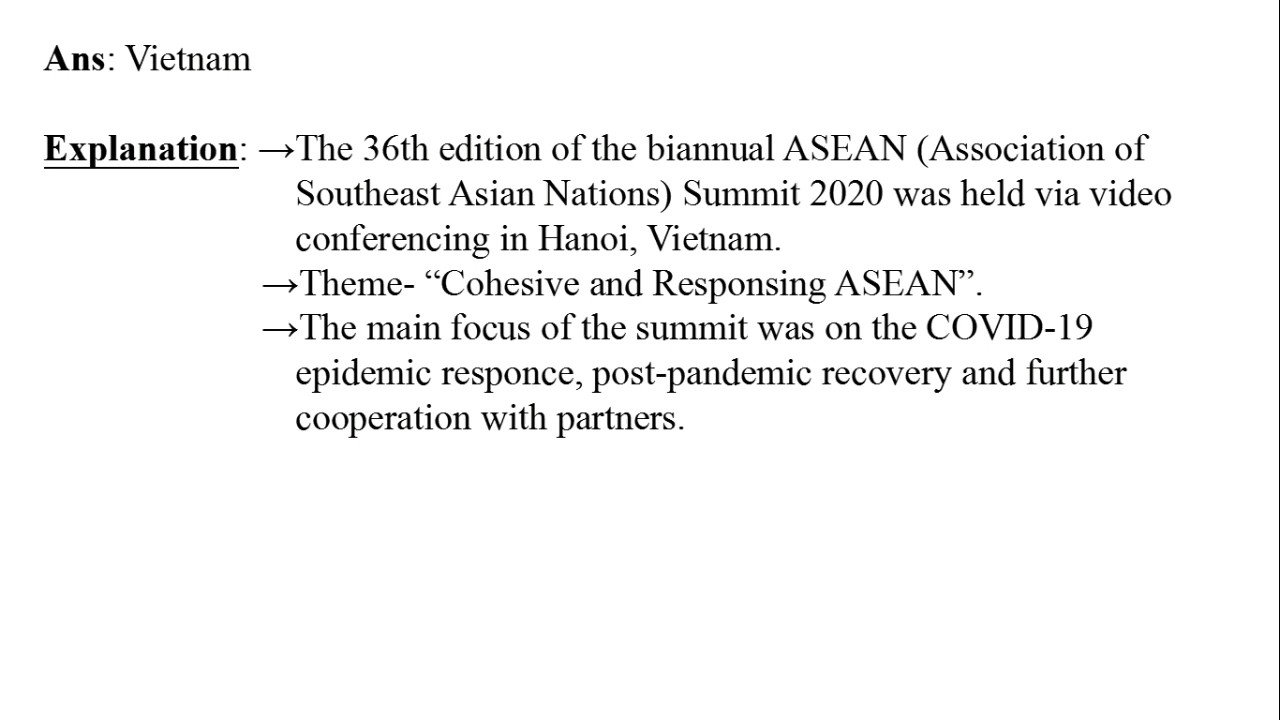 Ans: Vietnam
Explanation: →The 36th edition of the biannual ASEAN (Association of
Southeast Asian Nations) Summit 2020 was held via video
conferencing in Hanoi, Vietnam.
→Theme- “Cohesive and Responsing ASEAN”.
→The main focus of the summit was on the COVID-19
epidemic responce, post-pandemic recovery and further
cooperation with partners.